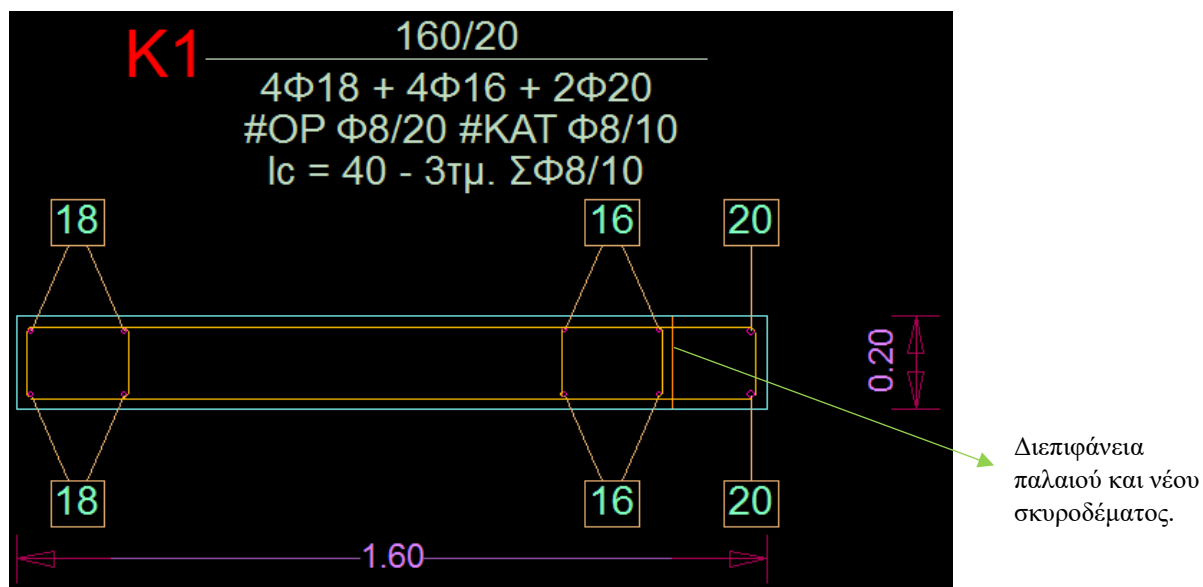 K1
160/20
4Φ18 + 4Φ16 + 2Φ20
#ΟΡ Φ8/20 #ΚΑΤ Φ8/10
lc = 40 - 3τμ. ΣΦ8/10
18 16 20
0.20
18 16 20
1.60
Διεπιφάνεια
παλαιού και νέου
σκυροδέματος.